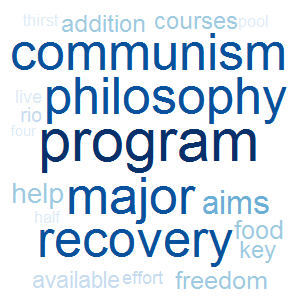 thirst addition courses pool
communism
live philosophy
rio
four program
help major aims
half recovery food
key
available effort freedom